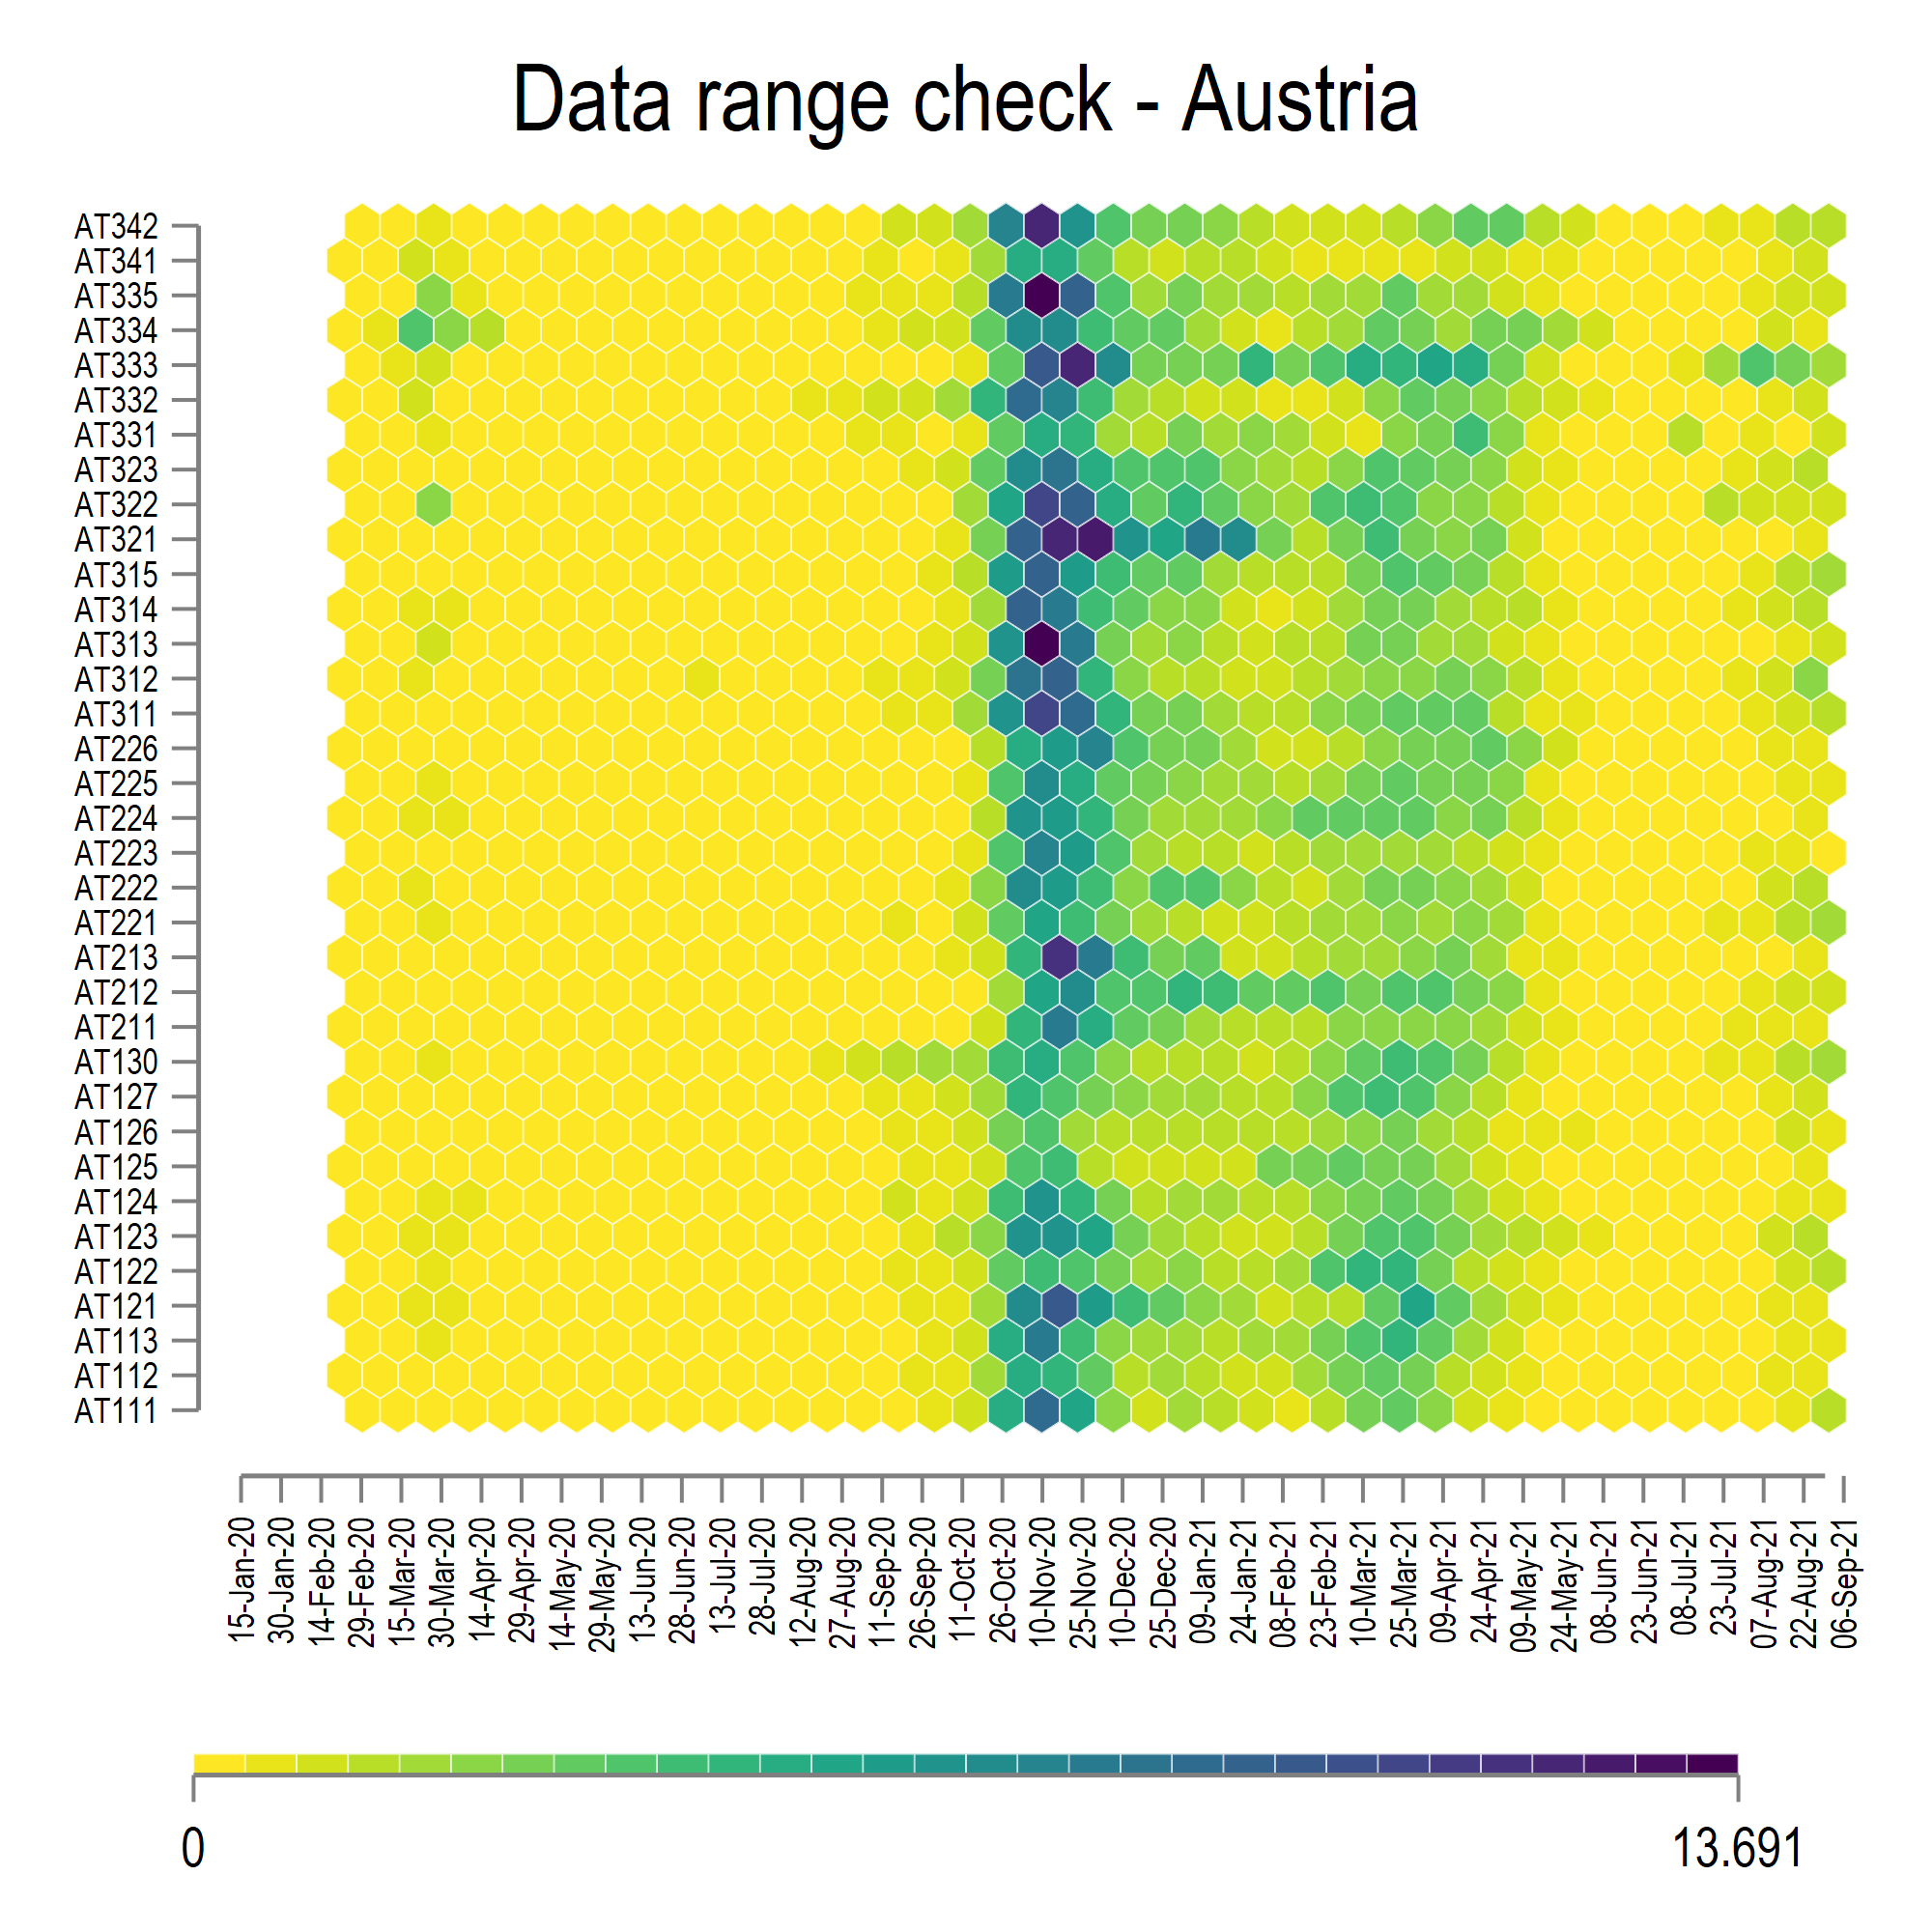 Data range check - Austria
AT342
AT341
AT335
AT334
AT333
AT332
AT331
AT323
AT322
AT321
AT315
AT314
AT313
AT312
AT311
AT226
AT225
AT224
AT223
AT222
AT221
AT213
AT212
AT211
AT130
AT127
AT126
AT125
AT124
AT123
AT122
AT121
AT113
AT112
AT111
15-Jan-20
30-Jan-20
14-Feb-20
29-Feb-20
15-Mar-20
30-Mar-20
14-Apr-20
29-Apr-20
14-May-20
29-May-20
13-Jun-20
28-Jun-20
13-Jul-20
28-Jul-20
12-Aug-20
27-Aug-20
11-Sep-20
26-Sep-20
11-Oct-20
26-Oct-20
10-Nov-20
25-Nov-20
10-Dec-20
25-Dec-20
09-Jan-21
24-Jan-21
08-Feb-21
23-Feb-21
10-Mar-21
25-Mar-21
09-Apr-21
24-Apr-21
09-May-21
24-May-21
08-Jun-21
23-Jun-21
08-Jul-21
23-Jul-21
07-Aug-21
22-Aug-21
06-Sep-21
0
13.691